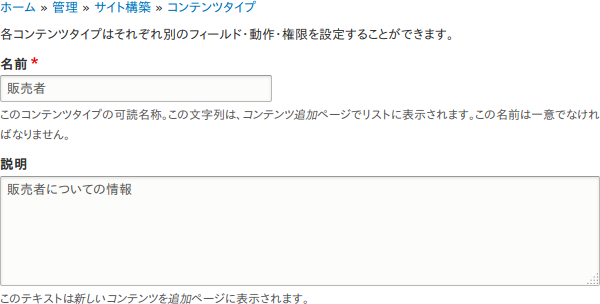 ホーム » 管理 » サイト構築 » コンテンツタイプ
各コンテンツタイプはそれぞれ別のフィールド・動作・権限を設定することができます。
名前 *
販売者
このコンテンツタイプの可読名称。この文字列は、コンテンツ追加ページでリストに表示されます。この名前は一意でなけれ
ばなりません。
説明
販売者についての情報
このテキストは新しいコンテンツを追加ページに表示されます。